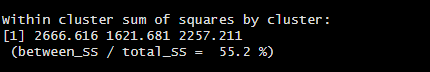 Within cluster sum of squares by cluster:
[1] 2666.616 1621.681 2257.211
 (between_SS / total_SS =  55.2 %)